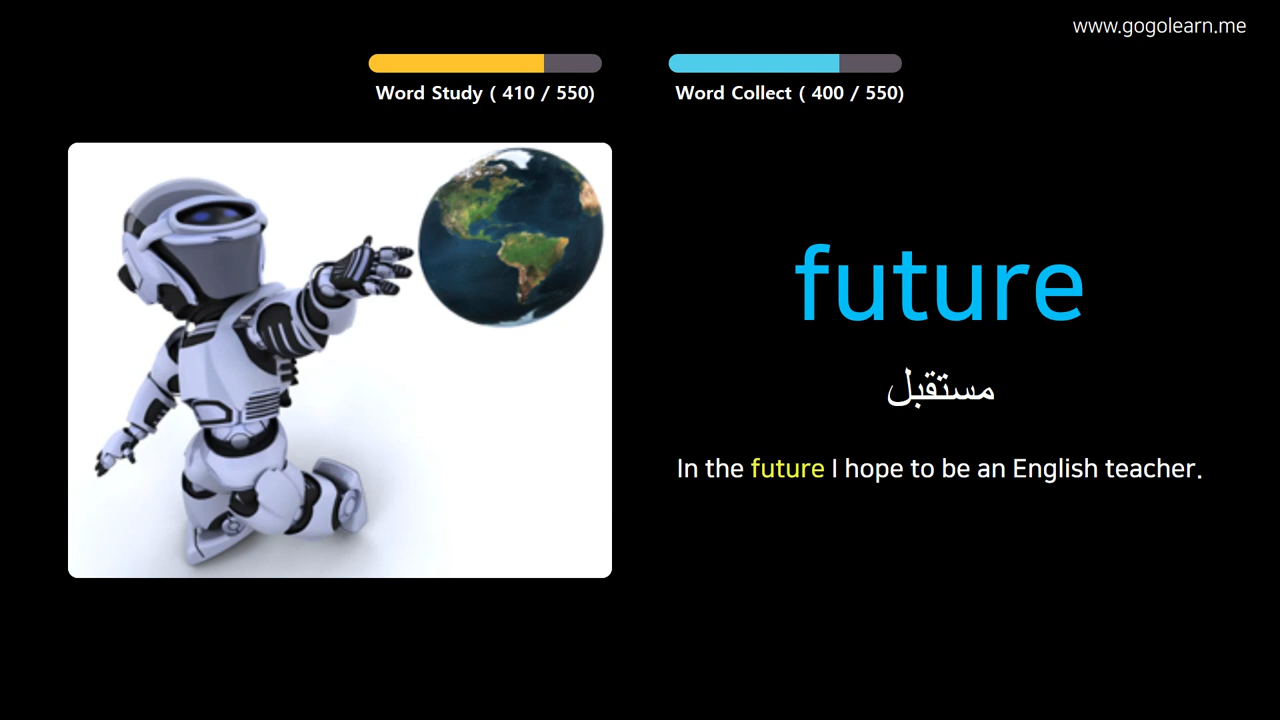 www.gogolearn.me
Word Study ( 410 / 550)
Word Collect ( 400 / 550)
future
مستقبل
In the future I hope to be an English teacher.